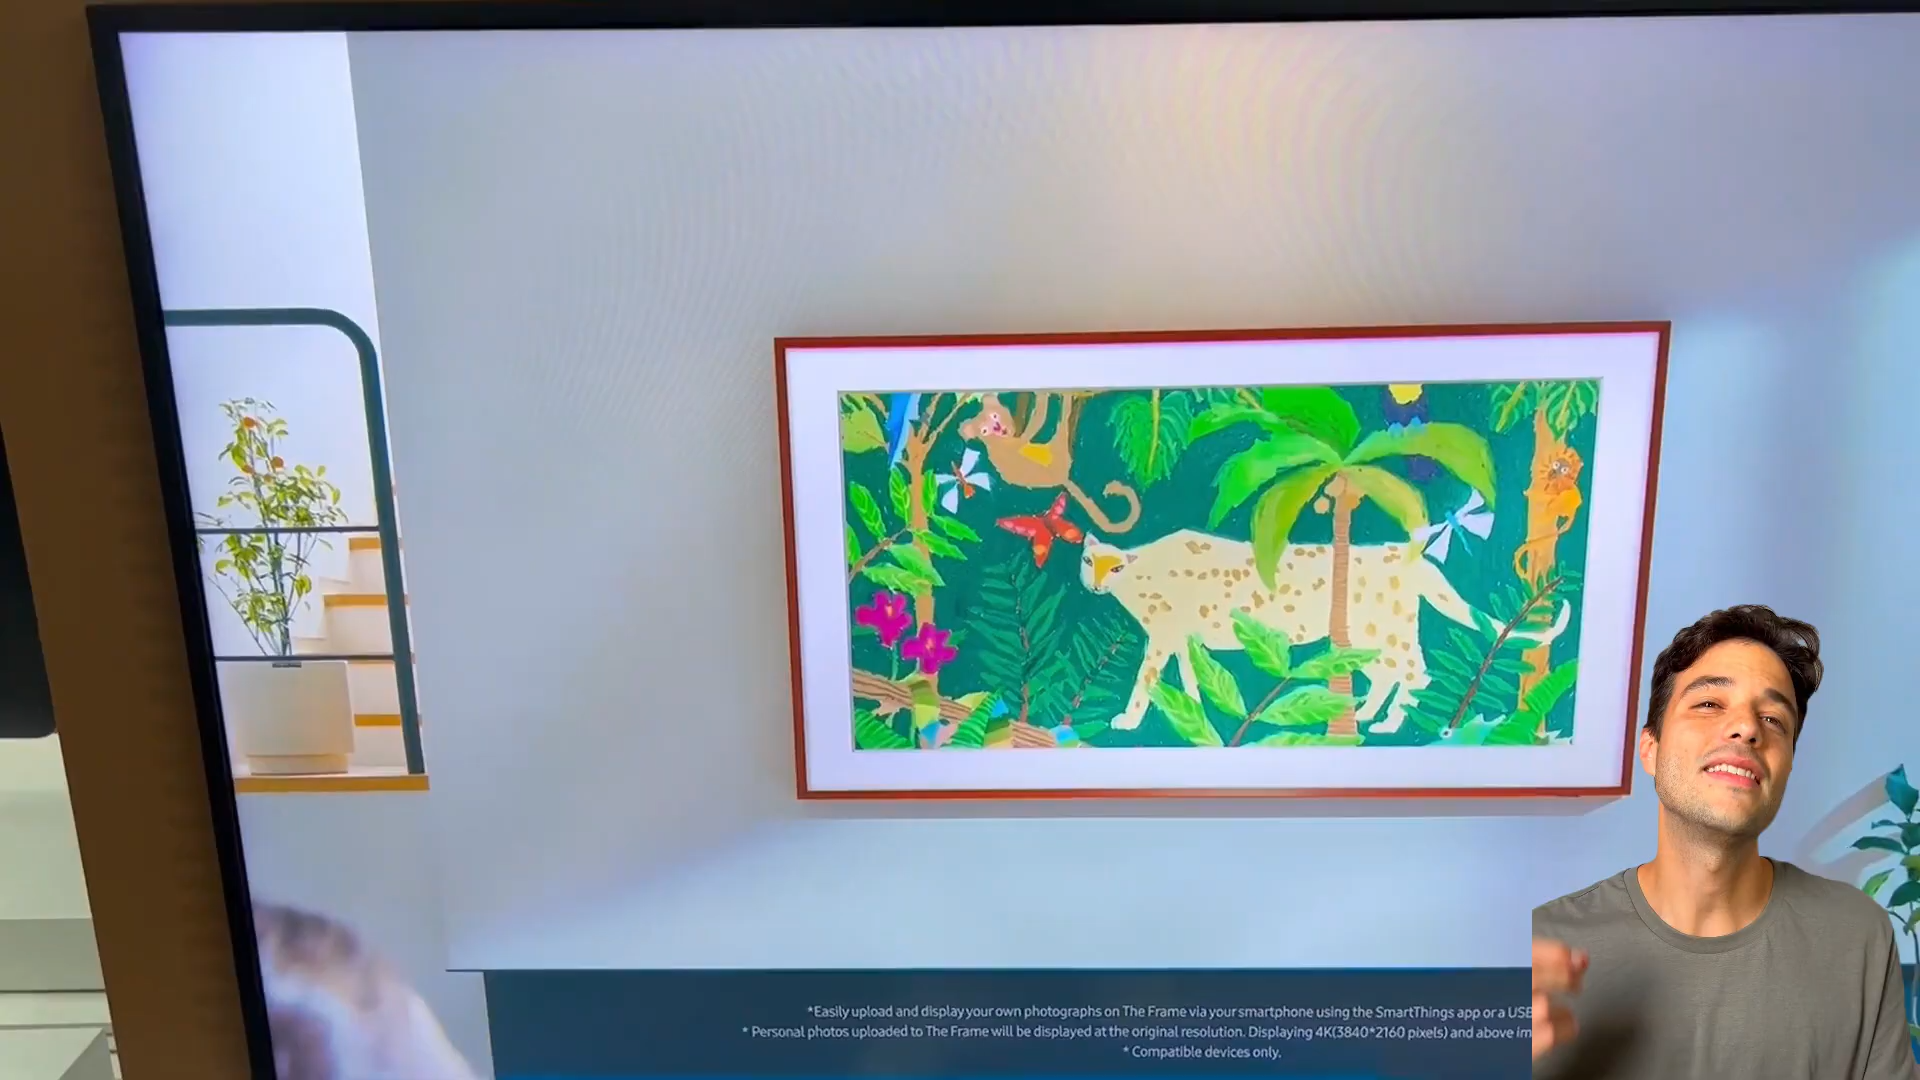 *Easily upload and display your own photographs on The Frame via your smartphone using the SmartThings app or a USB
* Personal photos uploaded to The Frame will be displayed at the original resolution. Displaying 4K(3840*2160 pixels) and above
* Compatible devices only.